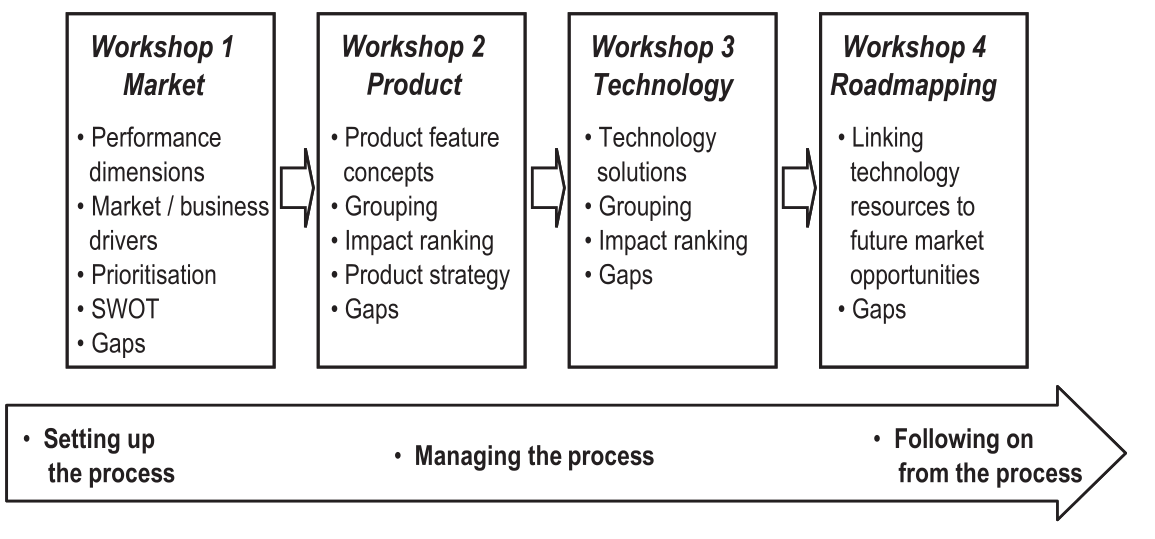 Workshop 1
Market
• Performance
dimensions
• Market / business
drivers
• Prioritisation
• SWOT
• Gaps
Workshop 2
Product
• Product feature
concepts
• Grouping
• Impact ranking
• Product strategy
• Gaps
Workshop 3
Technology
• Technology
solutions
• Grouping
• Impact ranking
• Gaps
Workshop 4
Roadmapping
• Linking
technology
resources to
future market
opportunities
• Gaps
• Setting up
the process
• Managing the process
• Following on
from the process